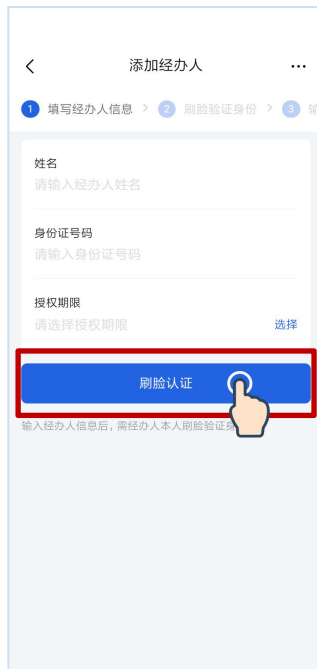 添加经办人
1 填写经办人信息 > 2 刷脸验证身份 > 3
姓名
请输入经办人姓名
身份证号码
请输入身份证号码
授权期限
请选择授权期限 选择
刷脸认证
输入经办人信息后，需经办人本人刷脸验证